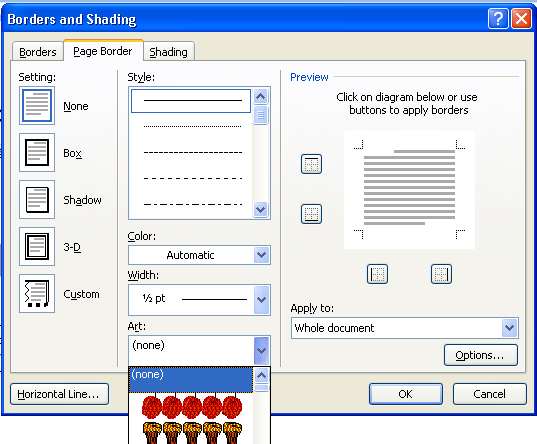 Borders and Shading
Borders
Page Border
Shading
Setting:
None
Box
Shadow
3-D
Custom
Style:
Color:
Automatic
Width:
½ pt
Art:
(none)
(none)
Preview
Click on diagram below or use
buttons to apply borders
Apply to:
Whole document
Options...
Horizontal Line...
OK
Cancel